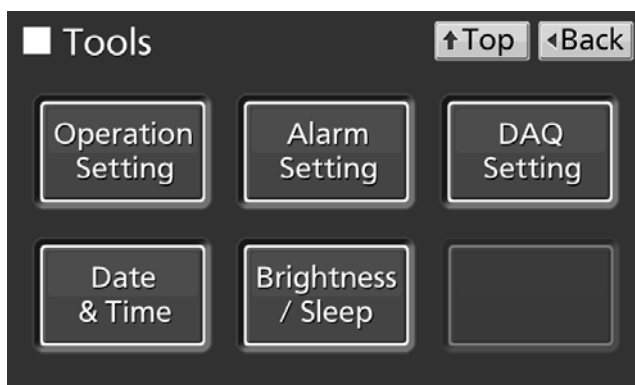 Tools
↑Top
◂Back
Operation
Setting
Alarm
Setting
DAQ
Setting
Date
& Time
Brightness
/ Sleep